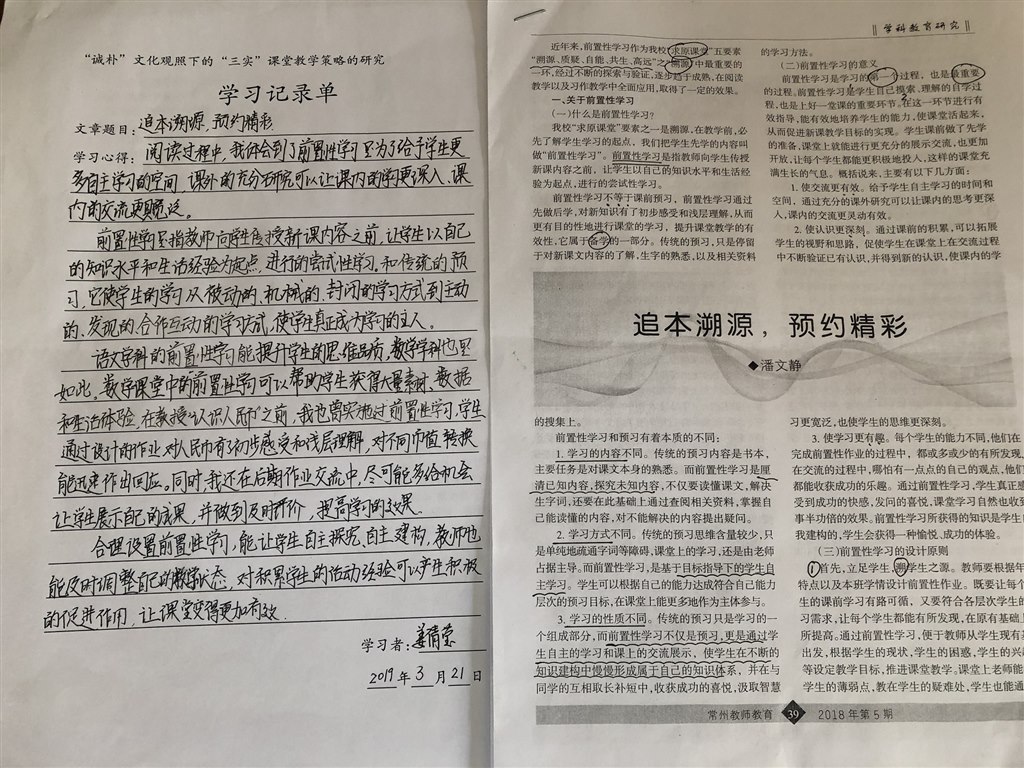 “诚朴”文化观照下的“三实”课堂教学策略的研究
学习记录单
文章题目：追本溯源，预约精彩
学习心得：阅读过程中，我体会到了前置性学习是为了给予学生更
多自主学习的空间，课外的充分研究可以让课内的学更深入，课
内的交流更宽泛。
前置性学习是指教师向学生传授新课内容之前，让学生以自己
的知识水平和生活经验为定点，进行的尝试性学习。和传统的预
习，它使学生的学习从被动的、机械的、封闭的学习方式到主动
的、发现的、合作互动的学习方式，使学生真正成为学习的主人。
语文学科的前置性学习能提升学生的思维品质，数学学科也是
如此，数学课堂中的前置性学习可以帮助学生获得大量素材、数据
和生活体验，在教授“认识人民币”之前，我也曾实施过前置性学习，学生
通过设计的作业，对人民币有了初步感受和浅层理解，对不同币值转换
能迅速作出回应。同时，我还在后期作业交流中，尽可能多给机会
让学生展示自己的成果，并做到及时评价，提高学习的效果。
合理设置前置性学习，能让学生自主探究、自主建构，教师也
能及时调整自己的教学状态，对积累学生的活动经验可以产生积极
的促进作用，让课堂变得更加高效。
学习者：
2019年3月21日
学科教育研究
近年来，前置性学习作为我校“求原课堂”五要素
“溯源、质疑、自能、共生、高远”之“溯源”中最重要的
一环，经过不断的探索与验证，逐步趋于成熟，在阅读
教学以及习作教学中全面应用，取得了一定的效果。
一、关于前置性学习
（一）什么是前置性学习？
我校“求原课堂”要素之一是溯源，在教学前，必
先了解学生学习的起点，我们把学生先学的内容叫
做“前置性学习”。前置性学习是指教师向学生传授
新课内容之前，让学生以自己的知识水平和生活经
验为起点，进行的尝试性学习。
前置性学习不等于课前预习，前置性学习通过
先做后学，对新知识有了初步感受和浅层理解，从而
更有目的性地进行课堂的学习，提升课堂教学的有
效性，它属于备学的一部分。传统的预习，只是停留
于对新课文内容的了解，生字的熟悉，以及相关资料
的学习方法。
（二）前置性学习的意义
前置性学习是学习的第一个过程，也是最重要
的过程。前置性学习是学生自己摸索、理解的自学过
程，也是上好一堂课的重要环节。在这一环节进行有
效指导，能有效地培养学生的能力，使课堂活起来，
从而促进新课教学目标的实现。学生课前做了先学
的准备，课堂上就能进行更充分的展示交流，也更加
开放，让每个学生都能更积极地投入，这样的课堂充
满生长的气息。概括说来，主要有以下几方面：
1. 使交流更有效。给予学生自主学习的时间和
空间，通过充分的课外研究可以让课内的思考更深
入，课内的交流更灵动有效。
2. 使认识更深刻。通过课前的积累，可以拓展
学生的视野和思路，促使学生在课堂上在交流过程
中不断验证已有认识，并得到新的认识，使课内的学
追本溯源，预约精彩
◆潘文静
的搜集上。
前置性学习和预习有着本质的不同：
1. 学习的内容不同。传统的预习内容是书本，
主要任务是对课文本身的熟悉。而前置性学习是厘
清已知内容，探究未知内容，不仅要读懂课文，解决
生字词，还要在此基础上通过查阅相关资料，掌握自
己能读懂的内容，对不能解决的内容提出疑问。
2. 学习方式不同。传统的预习思维含量较少，只
是单纯地疏通字词等障碍，课堂上的学习，还是由老师
占据主导。而前置性学习，是基于目标指导下的学生自
主学习。学生可以根据自己的能力达成符合自己能力
层次的预习目标，在课堂上能更多地作为主体参与。
3. 学习的性质不同。传统的预习只是学习的一
个组成部分，而前置性学习不仅是预习，更是通过
学生自主的学习和课上的交流展示，使学生在不断的
知识建构中慢慢形成属于自己的知识体系，并在与
同学的互相取长补短中，收获成功的喜悦，汲取智慧
习更宽泛，也使学生的思维更深刻。
3. 使学习更有趣。每个学生的能力不同，他们在
完成前置性作业的过程中，都或多或少的有所发现，
在交流的过程中，哪怕有一点点的自己的观点，他们
都能收获成功的乐趣。通过前置性学习，学生真正感
受到成功的快感，发问的喜悦，课堂学习自然也收到
事半功倍的效果。前置性学习所获得的知识是学生自
我建构的，学生会获得一种愉悦、成功的体验。
（三）前置性学习的设计原则
1 首先，立足学生，溯学生之源。教师要根据年
特点以及本班学情设计前置性作业。既要让每个
生的课前学习有路可循，又要符合各层次学生的
习需求，让每个学生都能有所发现，在原有基础上
所提高。通过前置性学习，便于教师从学生现有基
出发，根据学生的现状，学生的困惑，学生的兴趣
等设定教学目标，推进课堂教学。课堂上老师能
学生的薄弱点，教在学生的疑难处，学生也能通
常州教师教育 39 2018年第5期